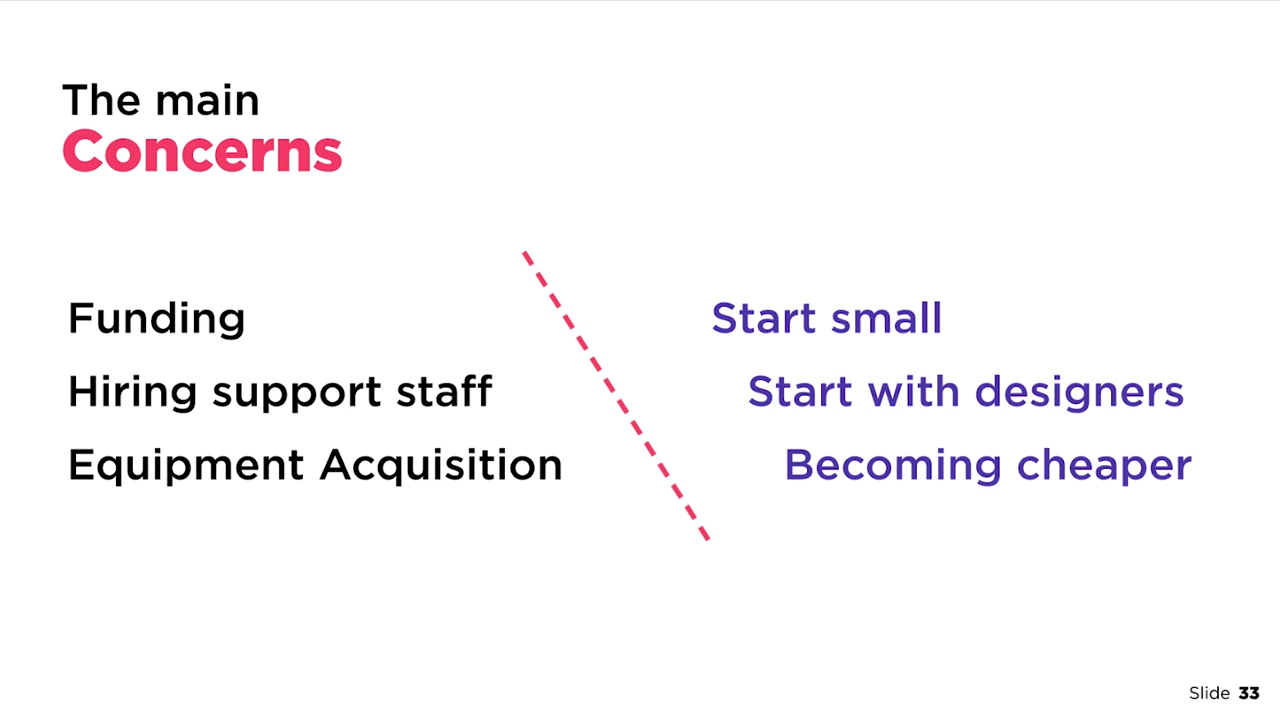 The main
Concerns
Funding
Start small
Hiring support staff
Start with designers
Equipment Acquisition
Becoming cheaper
Slide 33